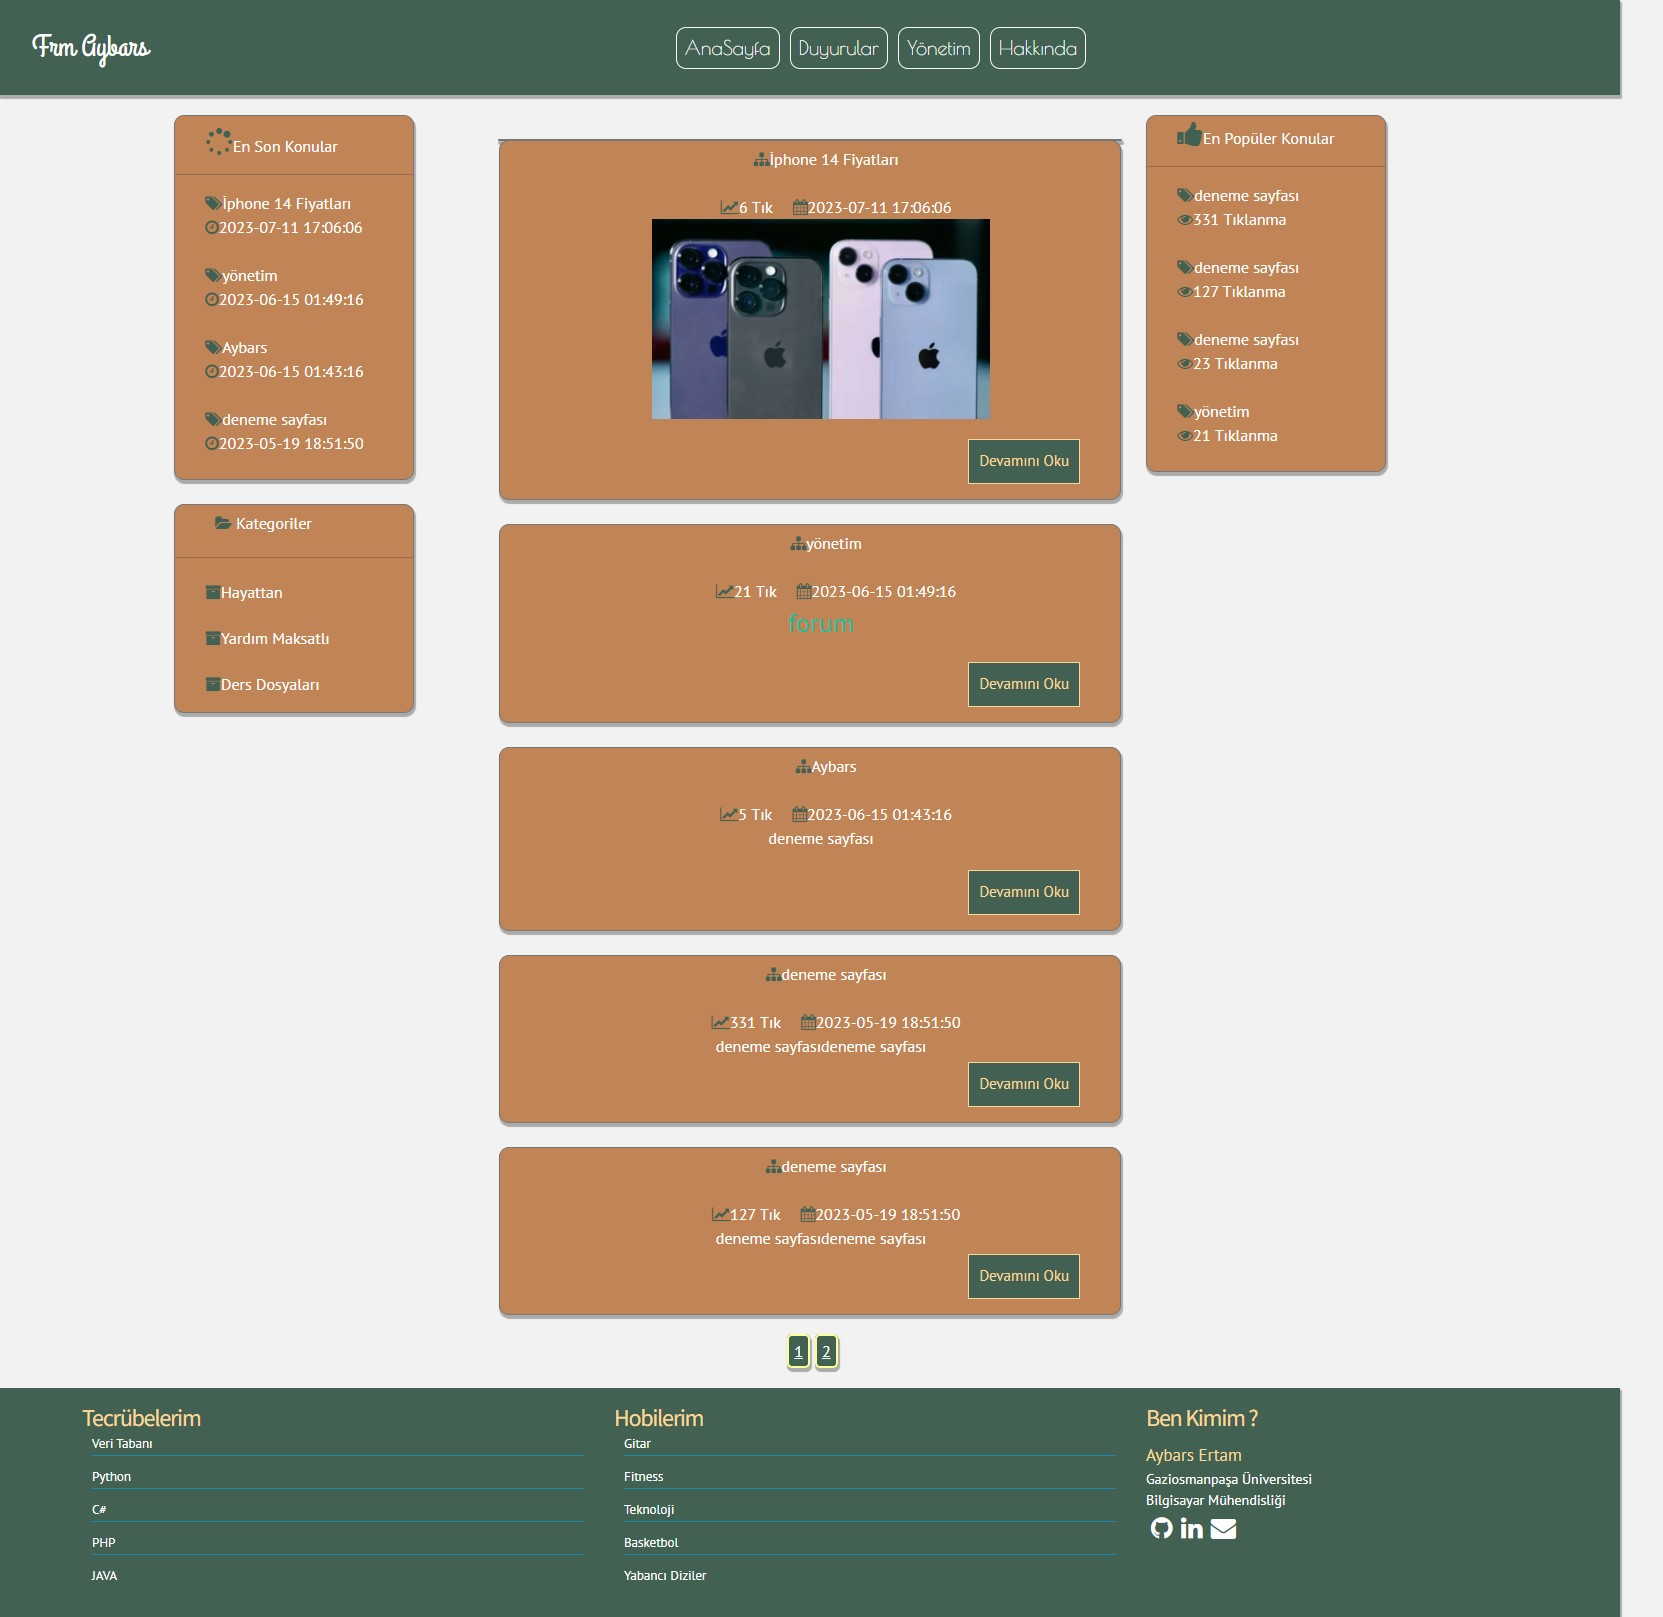 Frm Aybars
AnaSayfa Duyurular Yönetim Hakkında
En Son Konular
İphone 14 Fiyatları
2023-07-11 17:06:06
yönetim
2023-06-15 01:49:16
Aybars
2023-06-15 01:43:16
deneme sayfası
2023-05-19 18:51:50
Kategoriler
Hayattan
Yardım Maksatlı
Ders Dosyaları
İphone 14 Fiyatları
6 Tık 2023-07-11 17:06:06
Devamını Oku
yönetim
21 Tık 2023-06-15 01:49:16
forum
Devamını Oku
Aybars
5 Tık 2023-06-15 01:43:16
deneme sayfası
Devamını Oku
deneme sayfası
331 Tık 2023-05-19 18:51:50
deneme sayfasıdeneme sayfası
Devamını Oku
deneme sayfası
127 Tık 2023-05-19 18:51:50
deneme sayfasıdeneme sayfası
Devamını Oku
1 2
En Popüler Konular
deneme sayfası
331 Tıklanma
deneme sayfası
127 Tıklanma
deneme sayfası
23 Tıklanma
yönetim
21 Tıklanma
Tecrübelerim
Veri Tabanı
Python
C#
PHP
JAVA
Hobilerim
Gitar
Fitness
Teknoloji
Basketbol
Yabancı Diziler
Ben Kimim ?
Aybars Ertam
Gaziosmanpaşa Üniversitesi
Bilgisayar Mühendisliği